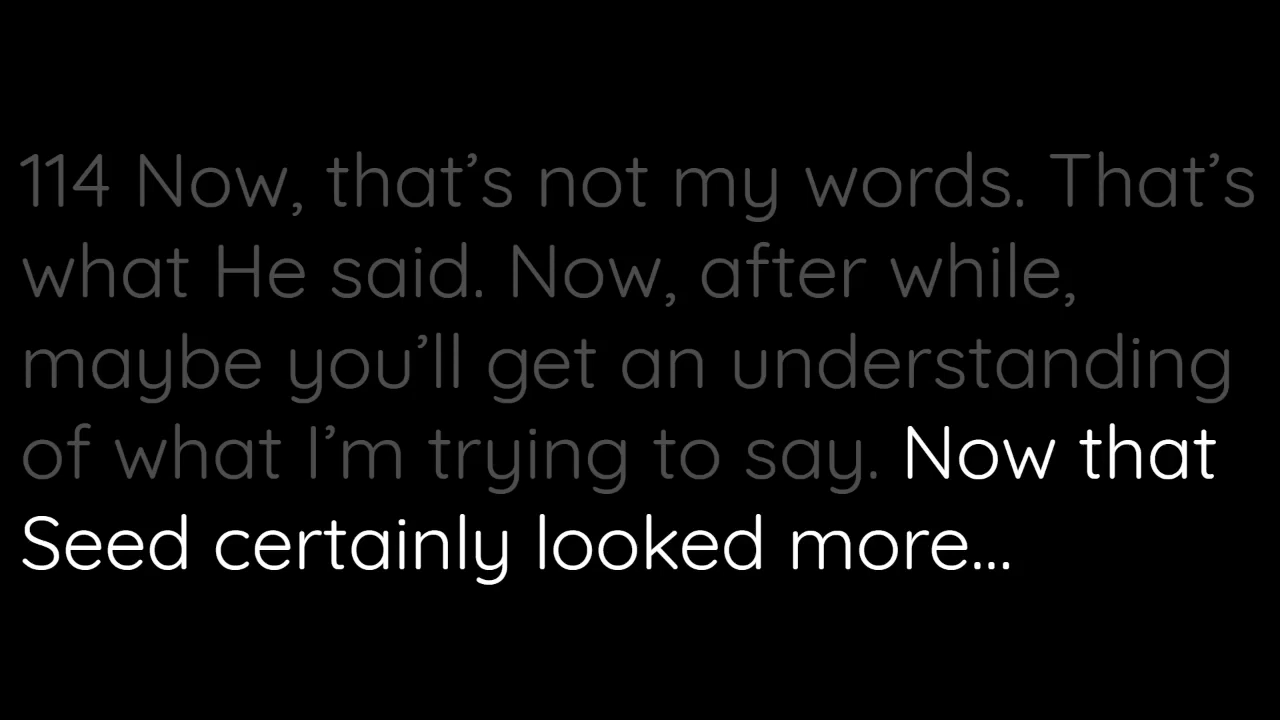 114 Now, that’s not my words. That’s
what He said. Now, after while,
maybe you’ll get an understanding
of what I’m trying to say. Now that
Seed certainly looked more...